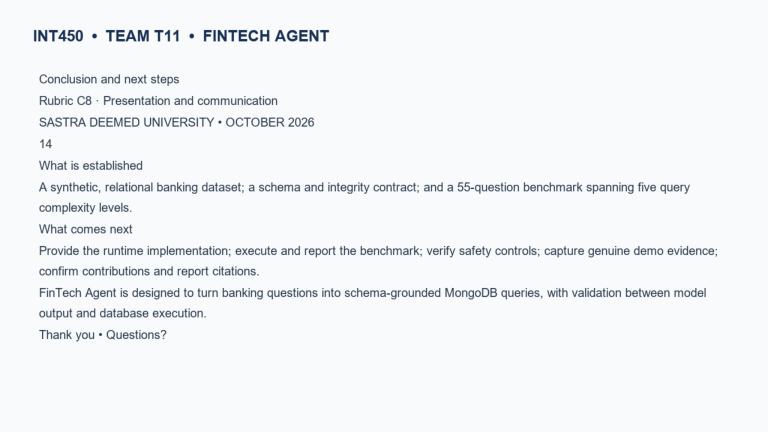 INT450 • TEAM T11 • FINTECH AGENT
Conclusion and next steps
Rubric C8 · Presentation and communication
SASTRA DEEMED UNIVERSITY • OCTOBER 2026
14
What is established
A synthetic, relational banking dataset; a schema and integrity contract; and a 55-question benchmark spanning five query
complexity levels.
What comes next
Provide the runtime implementation; execute and report the benchmark; verify safety controls; capture genuine demo evidence;
confirm contributions and report citations.
FinTech Agent is designed to turn banking questions into schema-grounded MongoDB queries, with validation between model
output and database execution.
Thank you • Questions?